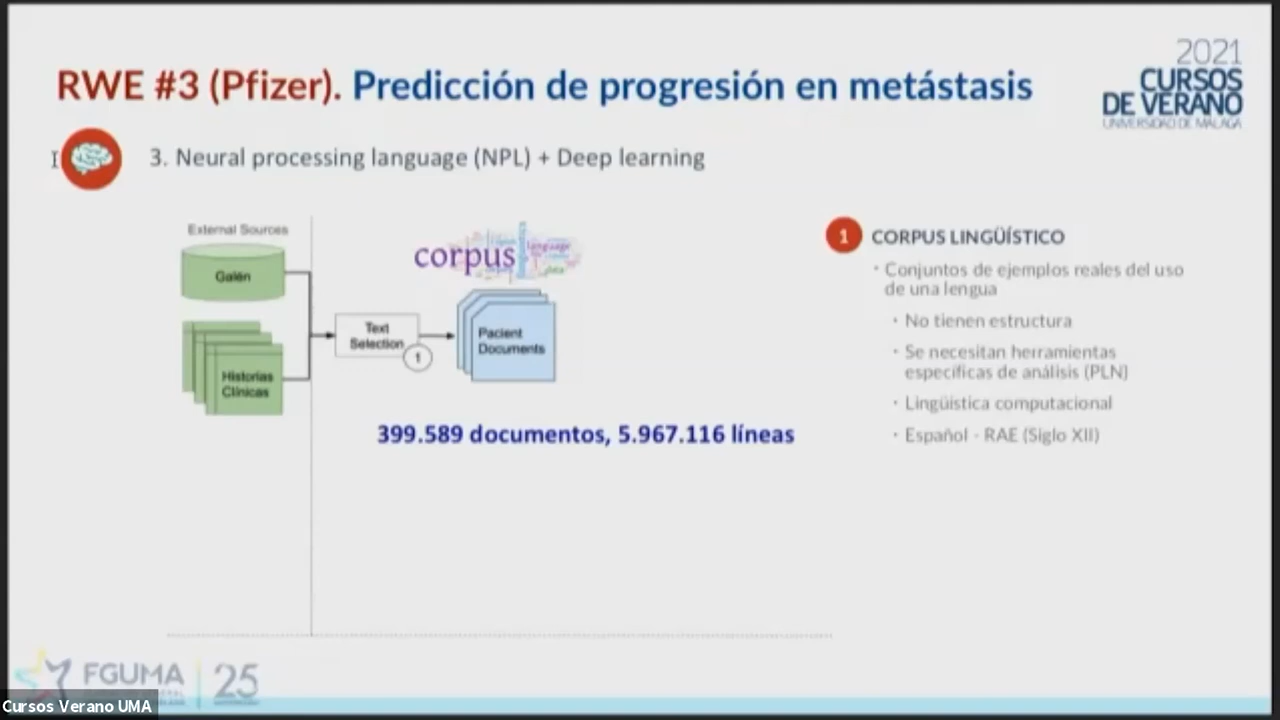 RWE #3 (Pfizer). Predicción de progresión en metástasis
2021
CURSOS
DE VERANO
UNIVERSIDAD DE MÁLAGA
3. Neural processing language (NPL) + Deep learning
External Sources
Galén
Historias
Clínicas
Text
Selection
1
corpus
language
Pacient
Documents
399.589 documentos, 5.967.116 líneas
1 CORPUS LINGÜÍSTICO
• Conjuntos de ejemplos reales del uso
de una lengua
• No tienen estructura
• Se necesitan herramientas
específicas de análisis (PLN)
• Lingüistica computacional
• Español - RAE (Siglo XII)
FGUMA
25
Cursos Verano UMA